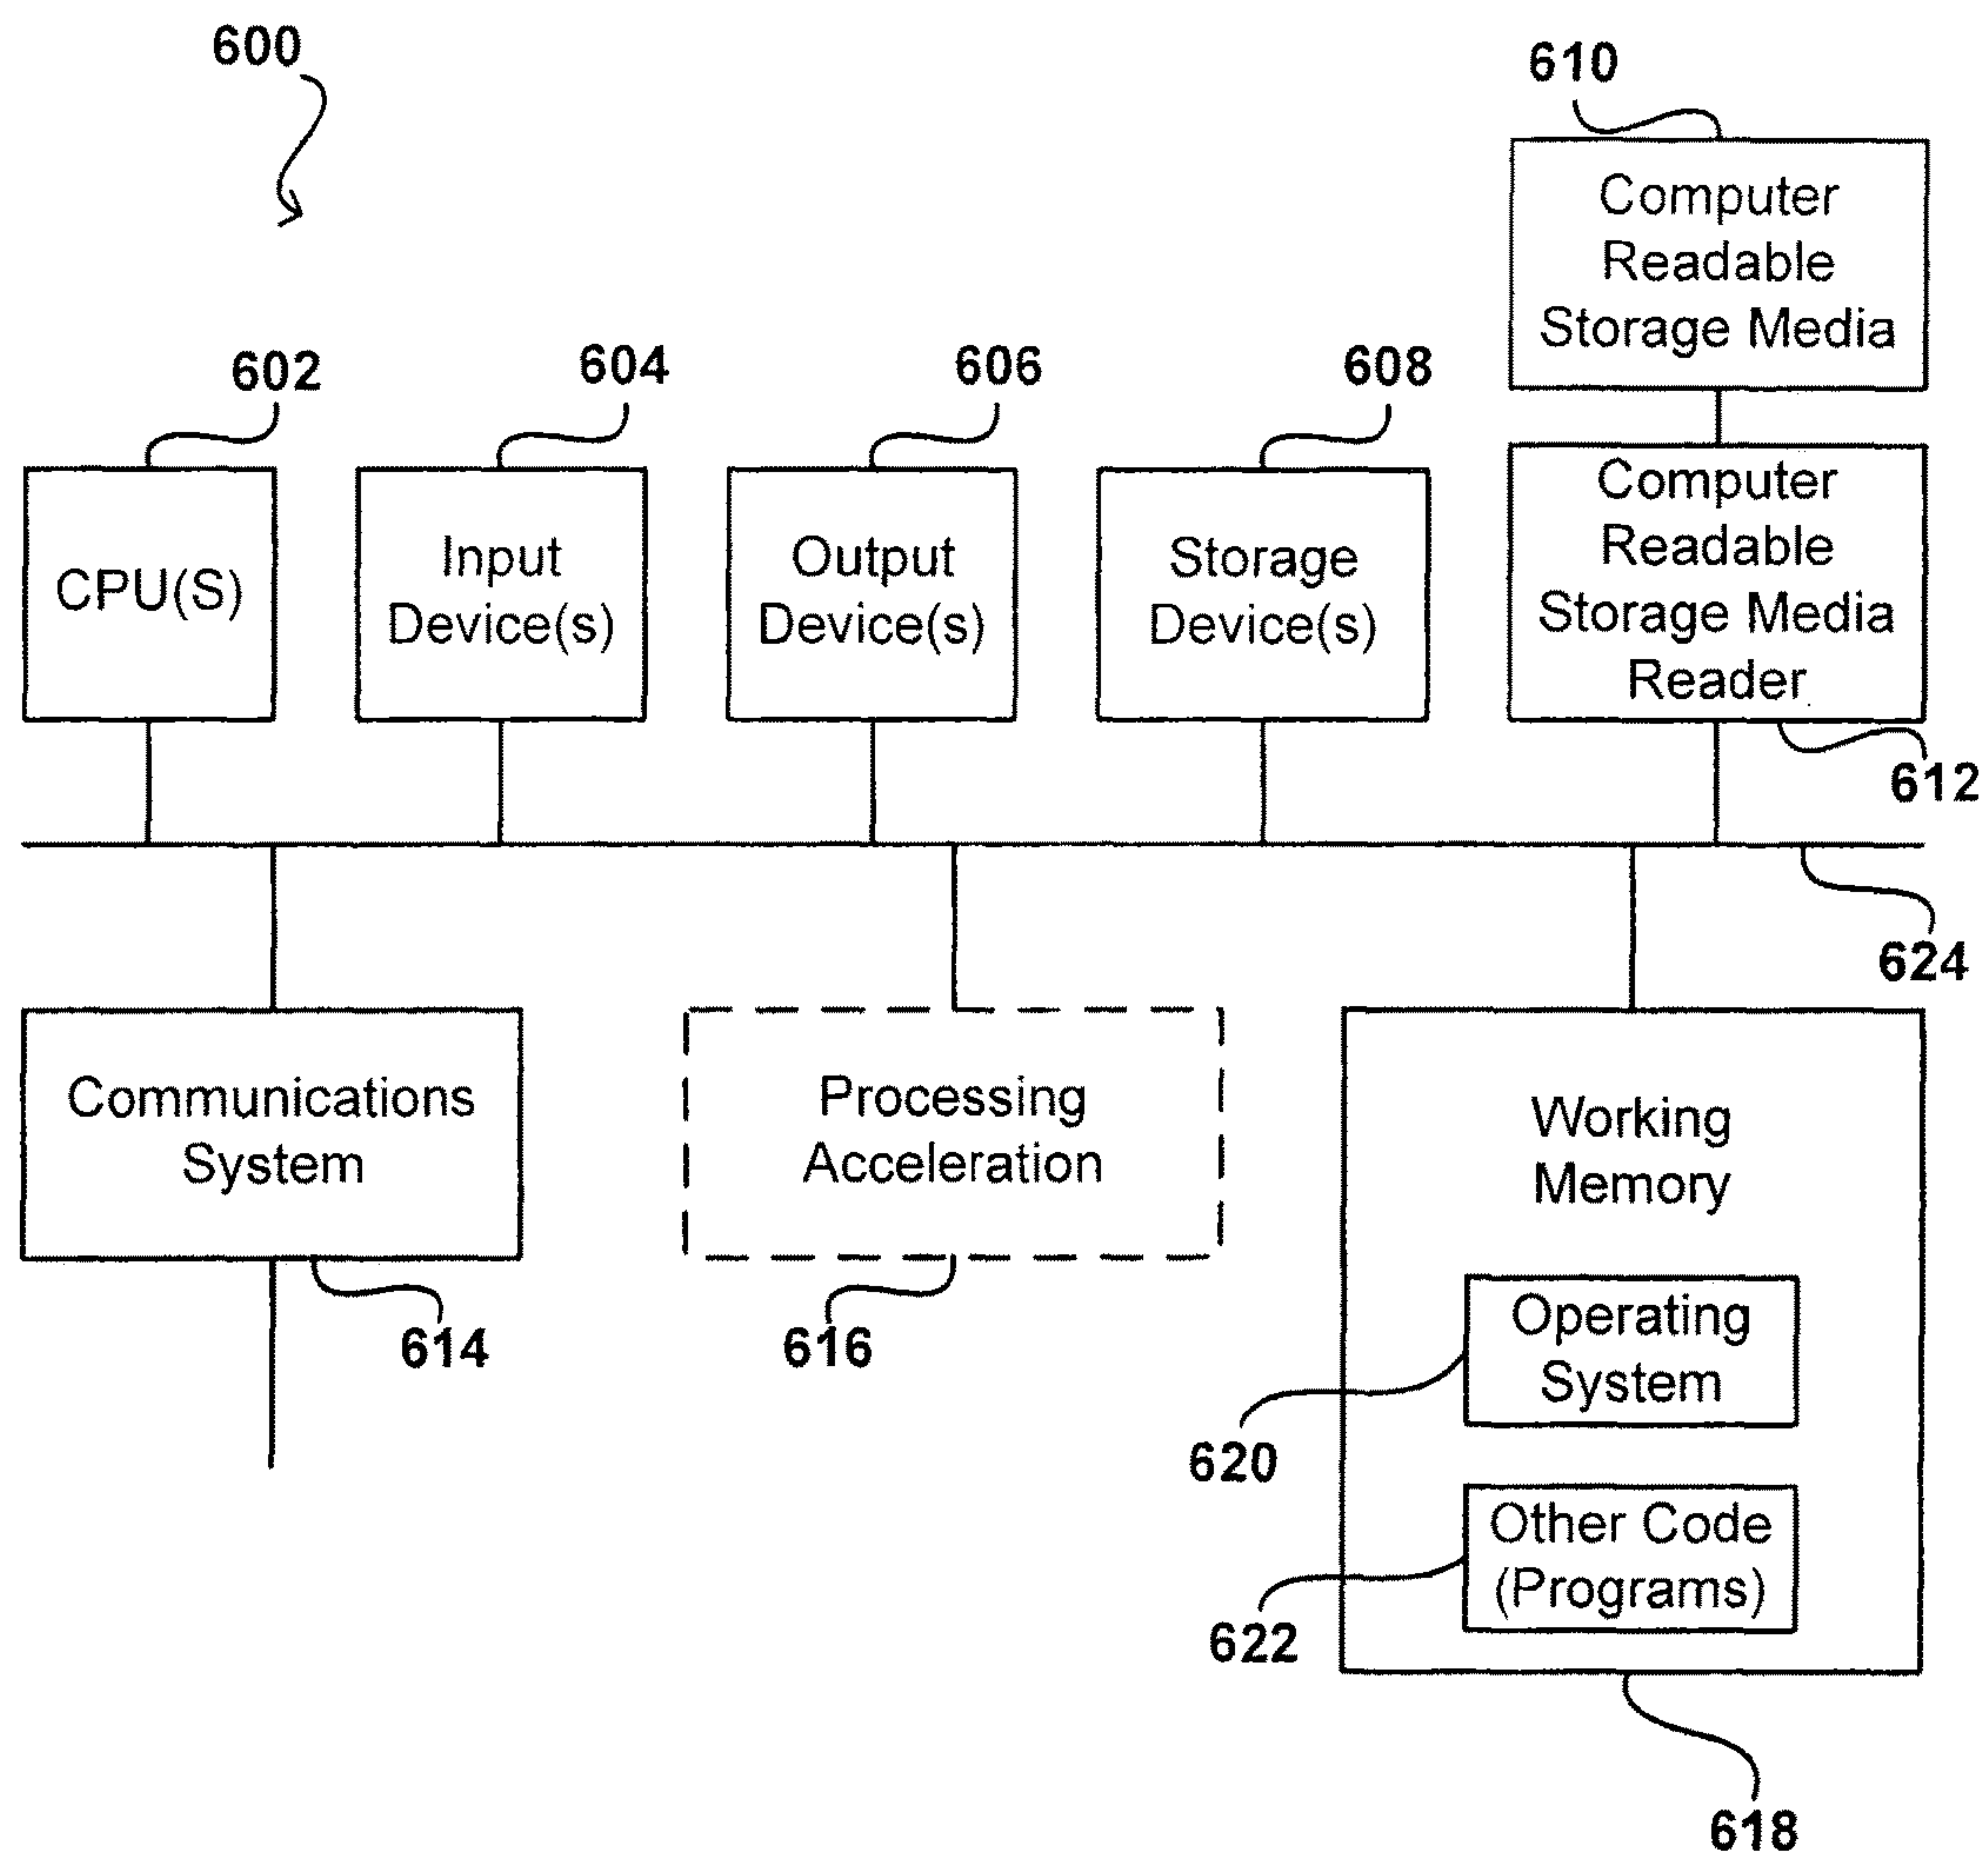 600
610
Computer
Readable
Storage Media
602
604
606
608
CPU(S)
Input
Device(s)
Output
Device(s)
Storage
Device(s)
Computer
Readable
Storage Media
Reader
612
624
Communications
System
614
Processing
Acceleration
616
Working
Memory
Operating
System
620
Other Code
(Programs)
622
618